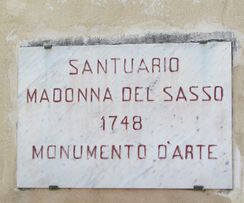 SANTUARIO
MADONNA DEL SASSO
1748
MONUMENTO D'ARTE